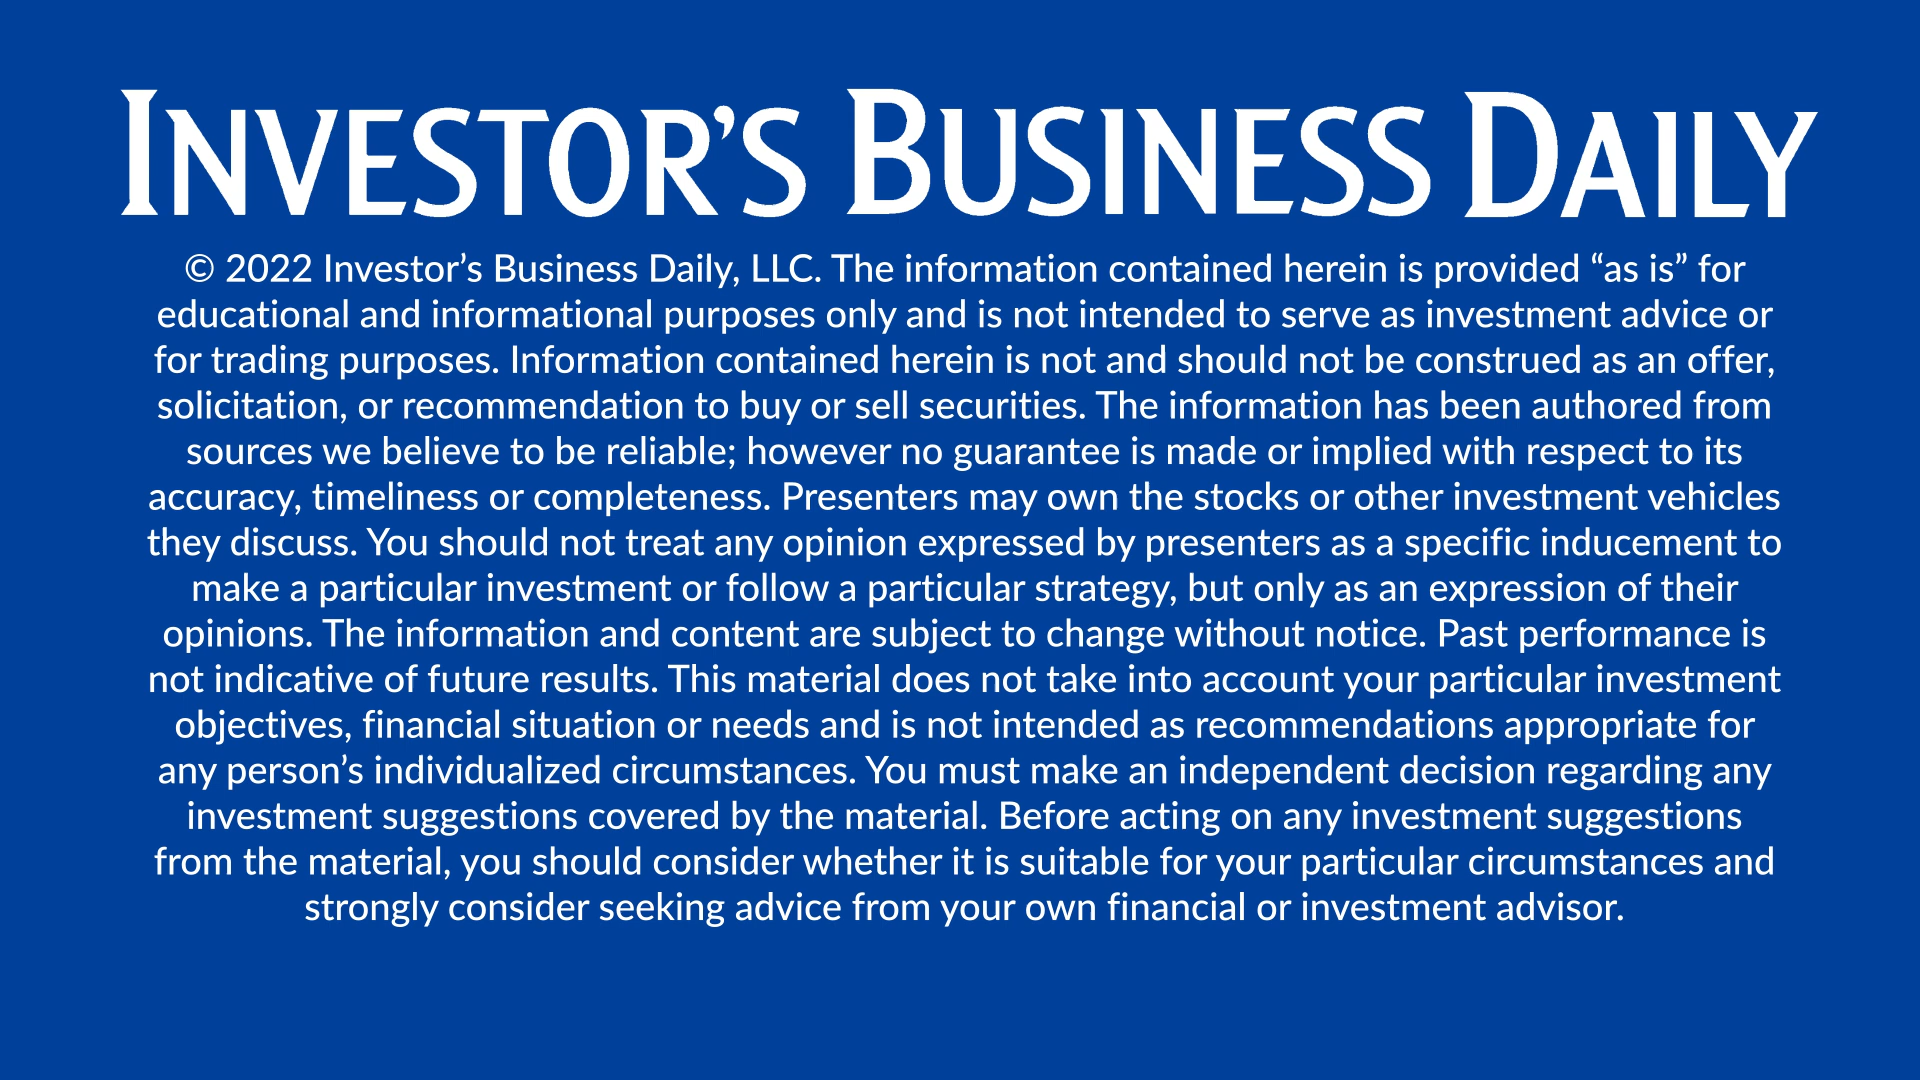 INVESTOR’S BUSINESS DAILY
© 2022 Investor’s Business Daily, LLC. The information contained herein is provided “as is” for
educational and informational purposes only and is not intended to serve as investment advice or
for trading purposes. Information contained herein is not and should not be construed as an offer,
solicitation, or recommendation to buy or sell securities. The information has been authored from
sources we believe to be reliable; however no guarantee is made or implied with respect to its
accuracy, timeliness or completeness. Presenters may own the stocks or other investment vehicles
they discuss. You should not treat any opinion expressed by presenters as a specific inducement to
make a particular investment or follow a particular strategy, but only as an expression of their
opinions. The information and content are subject to change without notice. Past performance is
not indicative of future results. This material does not take into account your particular investment
objectives, financial situation or needs and is not intended as recommendations appropriate for
any person’s individualized circumstances. You must make an independent decision regarding any
investment suggestions covered by the material. Before acting on any investment suggestions
from the material, you should consider whether it is suitable for your particular circumstances and
strongly consider seeking advice from your own financial or investment advisor.